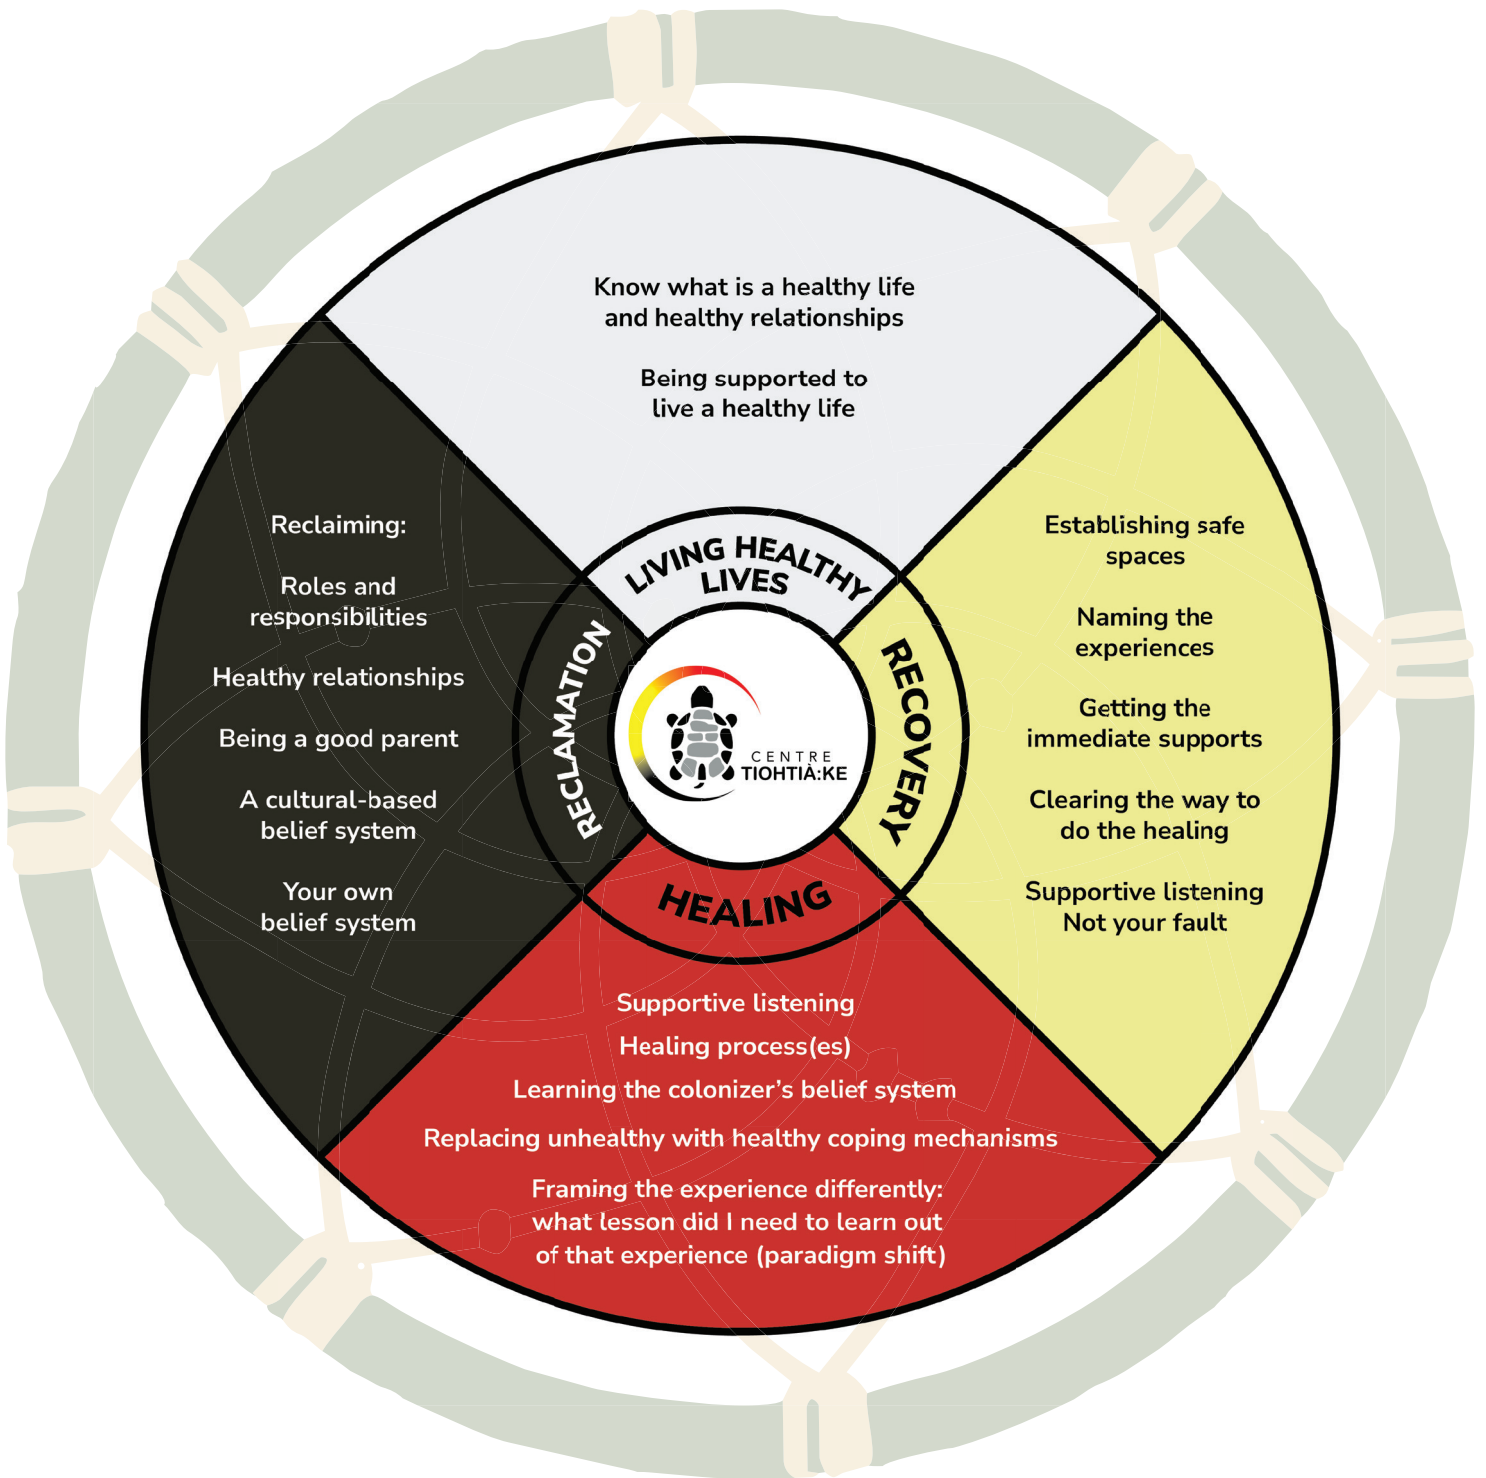 Know what is a healthy life
and healthy relationships
Being supported to
live a healthy life
LIVING HEALTHY
LIVES
Establishing safe
spaces
Naming the
experiences
Getting the
immediate supports
Clearing the way to
do the healing
Supportive listening
Not your fault
RECOVERY
HEALING
Supportive listening
Healing process(es)
Learning the colonizer’s belief system
Replacing unhealthy with healthy coping mechanisms
Framing the experience differently:
what lesson did I need to learn out
of that experience (paradigm shift)
RECLAMATION
Reclaiming:
Roles and
responsibilities
Healthy relationships
Being a good parent
A cultural-based
belief system
Your own
belief system
CENTRE
TIOHTIÀ:KE